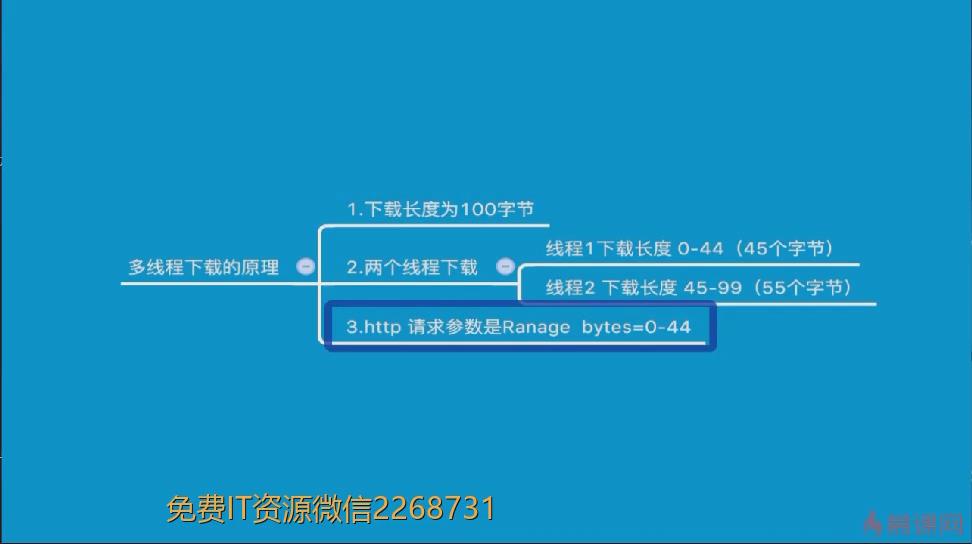 1.下载长度为100字节
线程1下载长度 0-44（45个字节）
多线程下载的原理
2.两个线程下载
线程2 下载长度 45-99（55个字节）
3.http 请求参数是Ranage bytes=0-44
免费IT资源微信2268731
慕课网